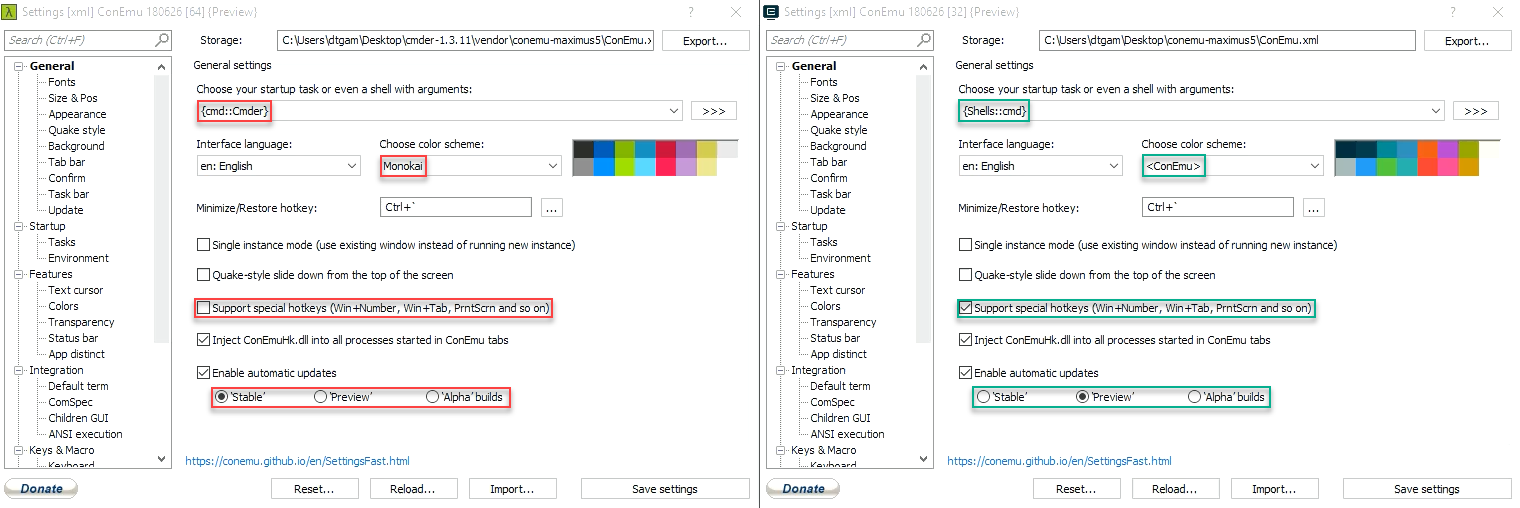 Settings [xml] ConEmu 180626 [64] {Preview}
Search (Ctrl+F)
Storage:
C:\Users\dtgam\Desktop\cmder-1.3.11\vendor\conemu-maximus5\ConEmu.x
Export...
General
Fonts
Size & Pos
Appearance
Quake style
Background
Tab bar
Confirm
Task bar
Update
Startup
Tasks
Environment
Features
Text cursor
Colors
Transparency
Status bar
App distinct
Integration
Default term
ComSpec
Children GUI
ANSI execution
Keys & Macro
Keyboard
General settings
Choose your startup task or even a shell with arguments:
{cmd::Cmder}
>>>
Interface language:
Choose color scheme:
en: English
Monokai
Minimize/Restore hotkey:
Ctrl+`
...
Single instance mode (use existing window instead of running new instance)
Quake-style slide down from the top of the screen
Support special hotkeys (Win+Number, Win+Tab, PrntScrn and so on)
Inject ConEmuHk.dll into all processes started in ConEmu tabs
Enable automatic updates
'Stable'
'Preview'
'Alpha' builds
https://conemu.github.io/en/SettingsFast.html
Donate
Reset...
Reload...
Import...
Save settings
Settings [xml] ConEmu 180626 [32] {Preview}
Search (Ctrl+F)
Storage:
C:\Users\dtgam\Desktop\conemu-maximus5\ConEmu.xml
Export...
General
Fonts
Size & Pos
Appearance
Quake style
Background
Tab bar
Confirm
Task bar
Update
Startup
Tasks
Environment
Features
Text cursor
Colors
Transparency
Status bar
App distinct
Integration
Default term
ComSpec
Children GUI
ANSI execution
Keys & Macro
Keyboard
General settings
Choose your startup task or even a shell with arguments:
{Shells::cmd}
>>>
Interface language:
Choose color scheme:
en: English
<ConEmu>
Minimize/Restore hotkey:
Ctrl+`
...
Single instance mode (use existing window instead of running new instance)
Quake-style slide down from the top of the screen
Support special hotkeys (Win+Number, Win+Tab, PrntScrn and so on)
Inject ConEmuHk.dll into all processes started in ConEmu tabs
Enable automatic updates
'Stable'
'Preview'
'Alpha' builds
https://conemu.github.io/en/SettingsFast.html
Donate
Reset...
Reload...
Import...
Save settings